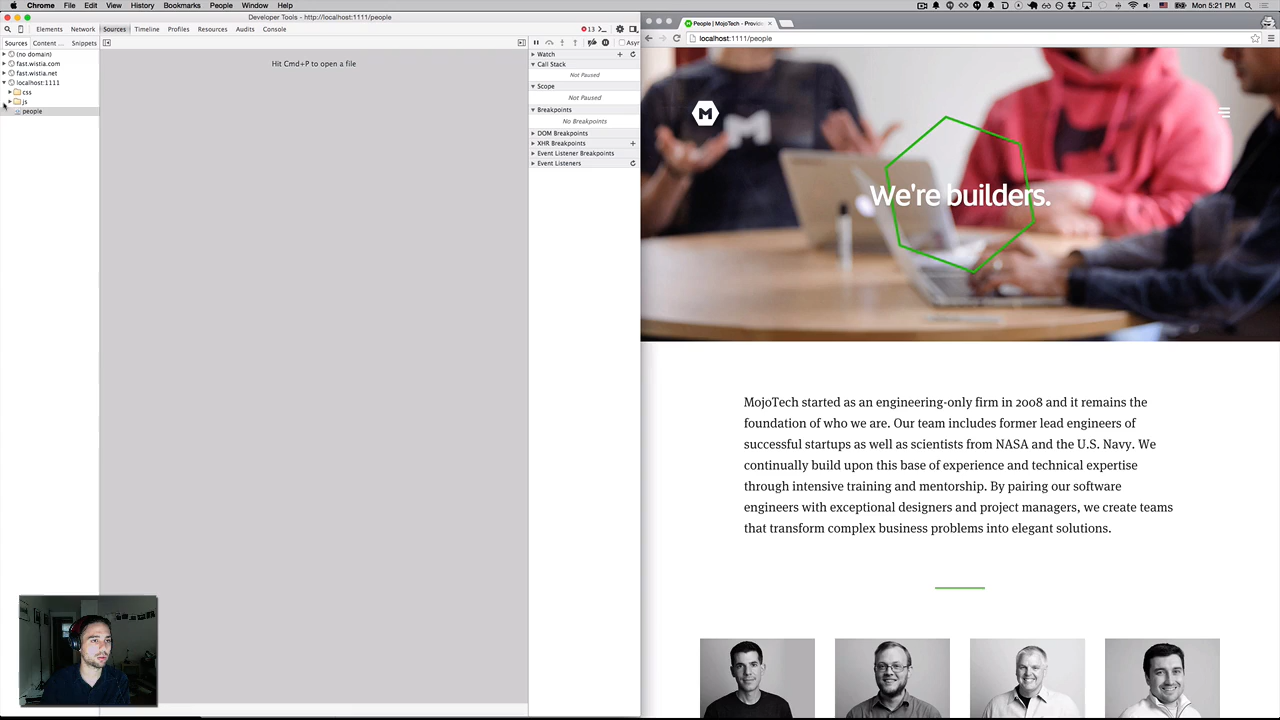 Chrome File Edit View History Bookmarks People Window Help
Mon 5:21 PM
Developer Tools - http://localhost:1111/people
Elements Network Sources Timeline Profiles Resources Audits Console
13
Sources Content ... Snippets
(no domain)
fast.wistia.com
fast.wistia.net
localhost:1111
css
js
people
Hit Cmd+P to open a file
Asyn
Watch
Call Stack
Not Paused
Scope
Not Paused
Breakpoints
No Breakpoints
DOM Breakpoints
XHR Breakpoints
Event Listener Breakpoints
Event Listeners
People | MojoTech - Provid
localhost:1111/people
M
We're builders.
MojoTech started as an engineering-only firm in 2008 and it remains the
foundation of who we are. Our team includes former lead engineers of
successful startups as well as scientists from NASA and the U.S. Navy. We
continually build upon this base of experience and technical expertise
through intensive training and mentorship. By pairing our software
engineers with exceptional designers and project managers, we create teams
that transform complex business problems into elegant solutions.